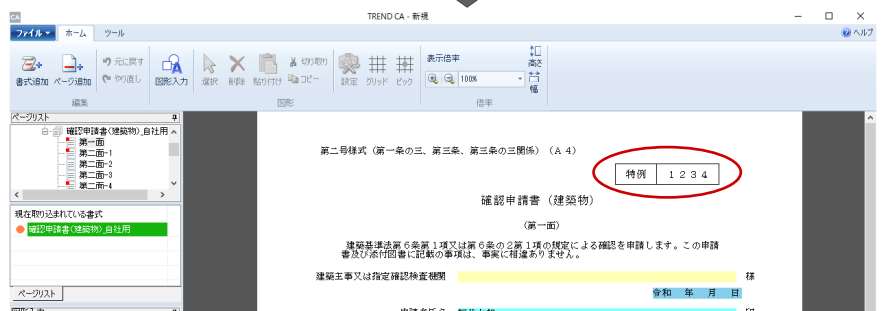 CA
TREND CA - 新規
ファイル ホーム ツール
ヘルプ
書式追加 ページ追加 元に戻す やり直し 図形入力 選択 削除 貼り付け 切り取り コピー 設定 グリッド ピック 表示倍率 100% 高さ 幅
編集 図形 倍率
ページリスト
確認申請書(建築物)_自社用
第一面
第二面-1
第二面-2
第二面-3
第二面-4
現在取り込まれている書式
確認申請書(建築物)_自社用
ページリスト
第二号様式(第一条の三、第三条、第三条の三関係)(A4)
特例 1234
確認申請書(建築物)
(第一面)
建築基準法第6条第1項又は第6条の2第1項の規定による確認を申請します。この申請
書及び添付図書に記載の事項は、事実に相違ありません。
建築主事又は指定確認検査機関 様
令和 年 月 日